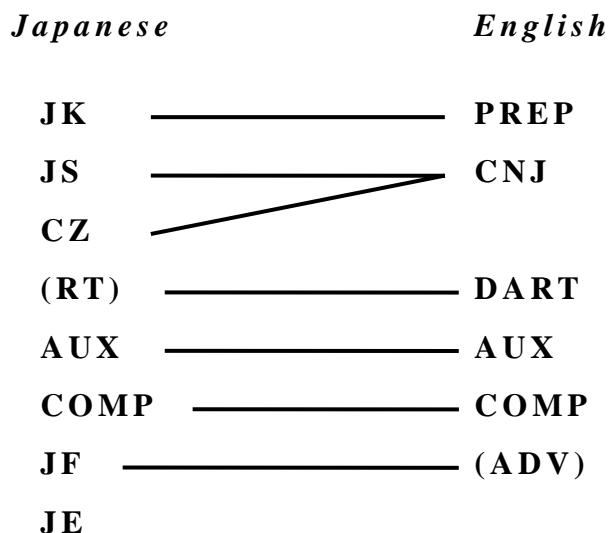 Japanese English
JK PREP
JS CNJ
CZ
(RT) DART
AUX AUX
COMP COMP
JF (ADV)
JE